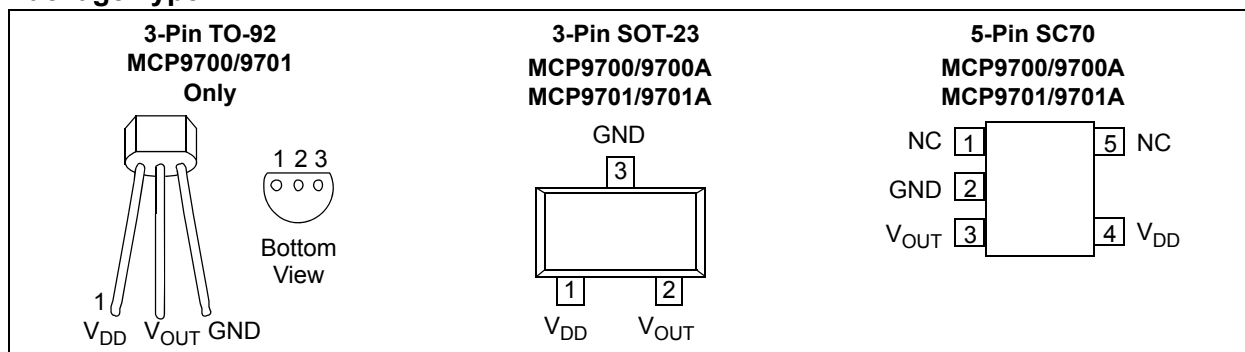 3-Pin TO-92
MCP9700/9701
Only
1 2 3
Bottom
View
1
VDD VOUT GND
3-Pin SOT-23
MCP9700/9700A
MCP9701/9701A
GND
3
1 2
VDD VOUT
5-Pin SC70
MCP9700/9700A
MCP9701/9701A
NC 1 5 NC
GND 2
VOUT 3 4 VDD